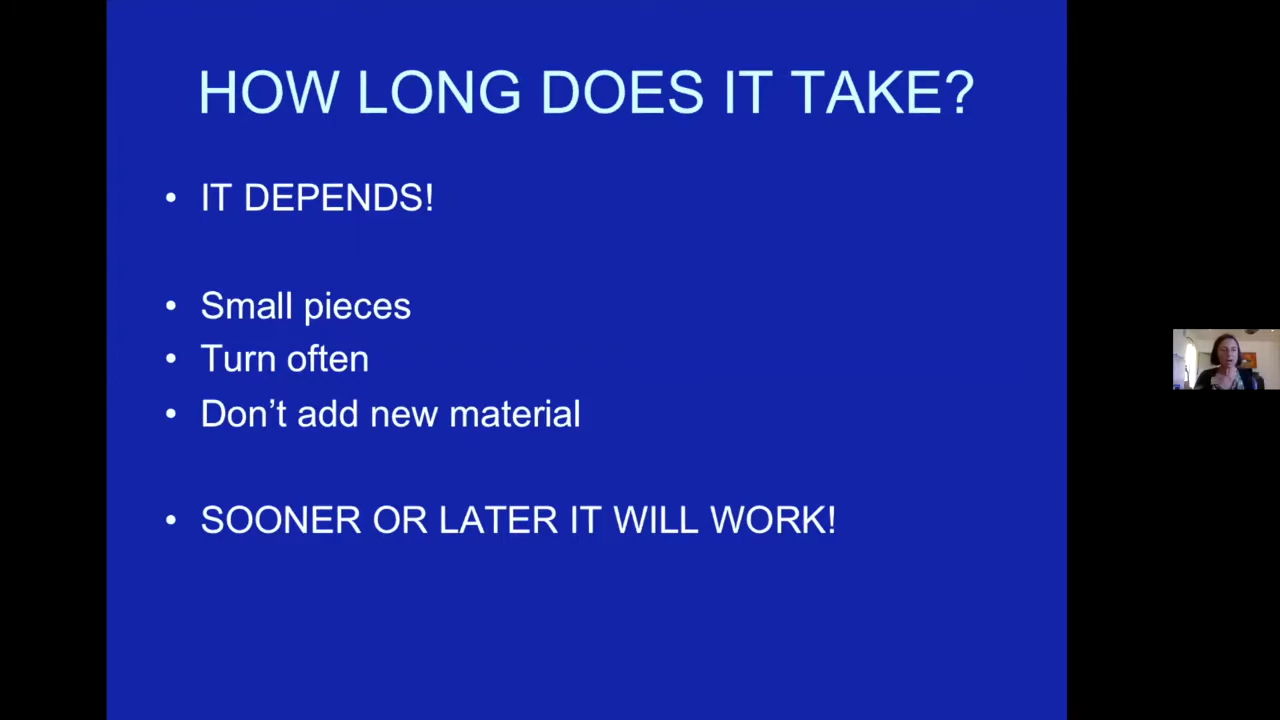 HOW LONG DOES IT TAKE?
• IT DEPENDS!
• Small pieces
• Turn often
• Don’t add new material
• SOONER OR LATER IT WILL WORK!